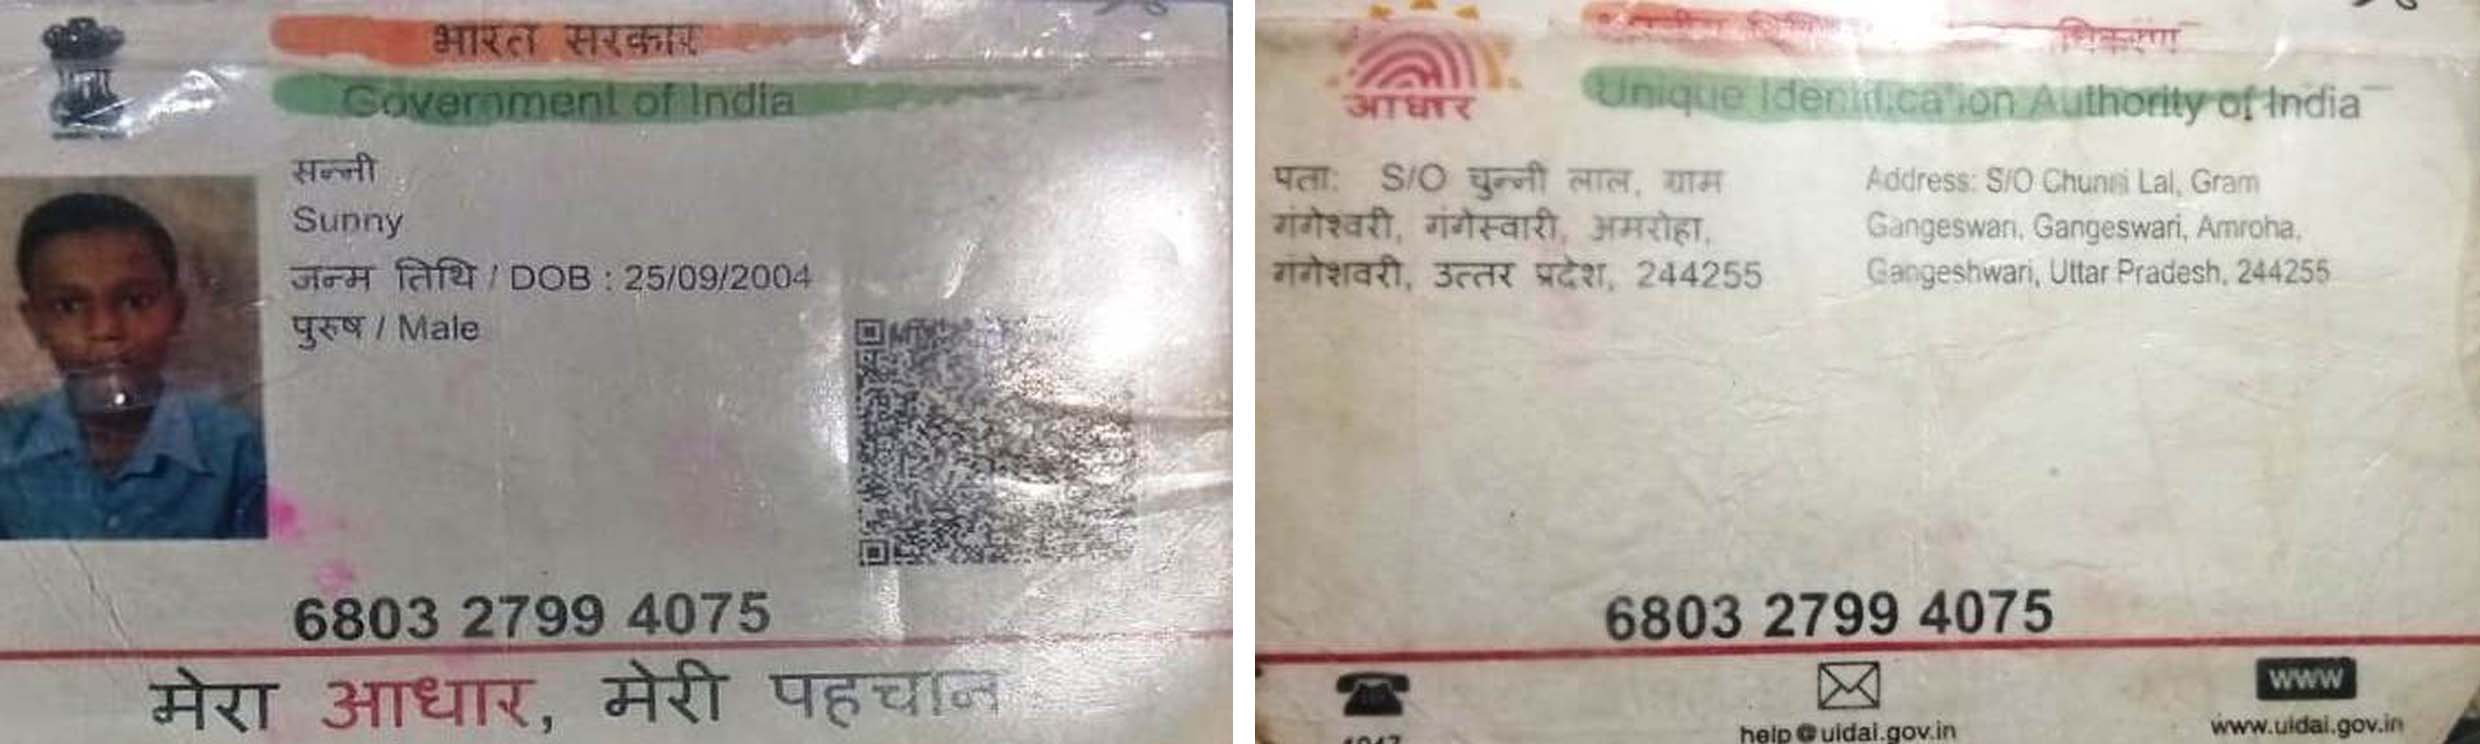 भारत सरकार
Government of India
सन्नी
Sunny
जन्म तिथि / DOB : 25/09/2004
पुरुष / Male
6803 2799 4075
मेरा आधार, मेरी पहचान
आधार
Unique Identification Authority of India
पता: S/O चुन्नी लाल, ग्राम
गंगेश्वरी, गंगेस्वारी, अमरोहा,
गंगेशवरी, उत्तर प्रदेश, 244255
Address: S/O Chunni Lal, Gram
Gangeswari, Gangeswari, Amroha,
Gangeshwari, Uttar Pradesh, 244255
6803 2799 4075
help@uidai.gov.in
www
www.uidai.gov.in